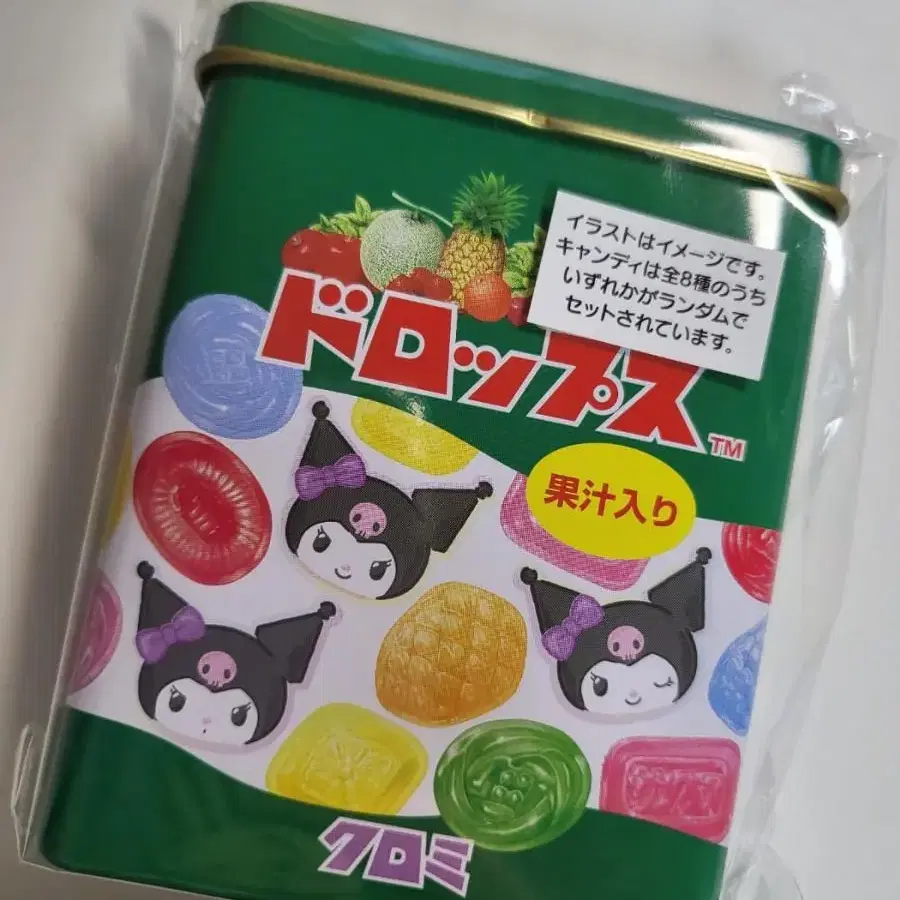 イラストはイメージです。
キャンディは全8種のうち
いずれかがランダムで
セットされています。
ドロップス™
果汁入り
クロミ